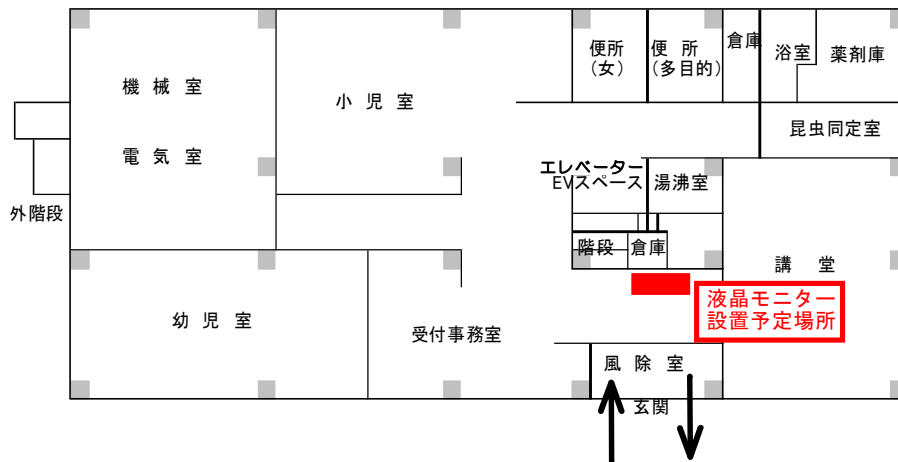 便所
（女）
便 所
（多目的）
倉庫
浴室
薬剤庫
機 械 室
小 児 室
昆虫同定室
電 気 室
エレベーター
EVスペース
湯沸室
外階段
階段
倉庫
講 堂
液晶モニター
設置予定場所
幼 児 室
受付事務室
風 除 室
玄関